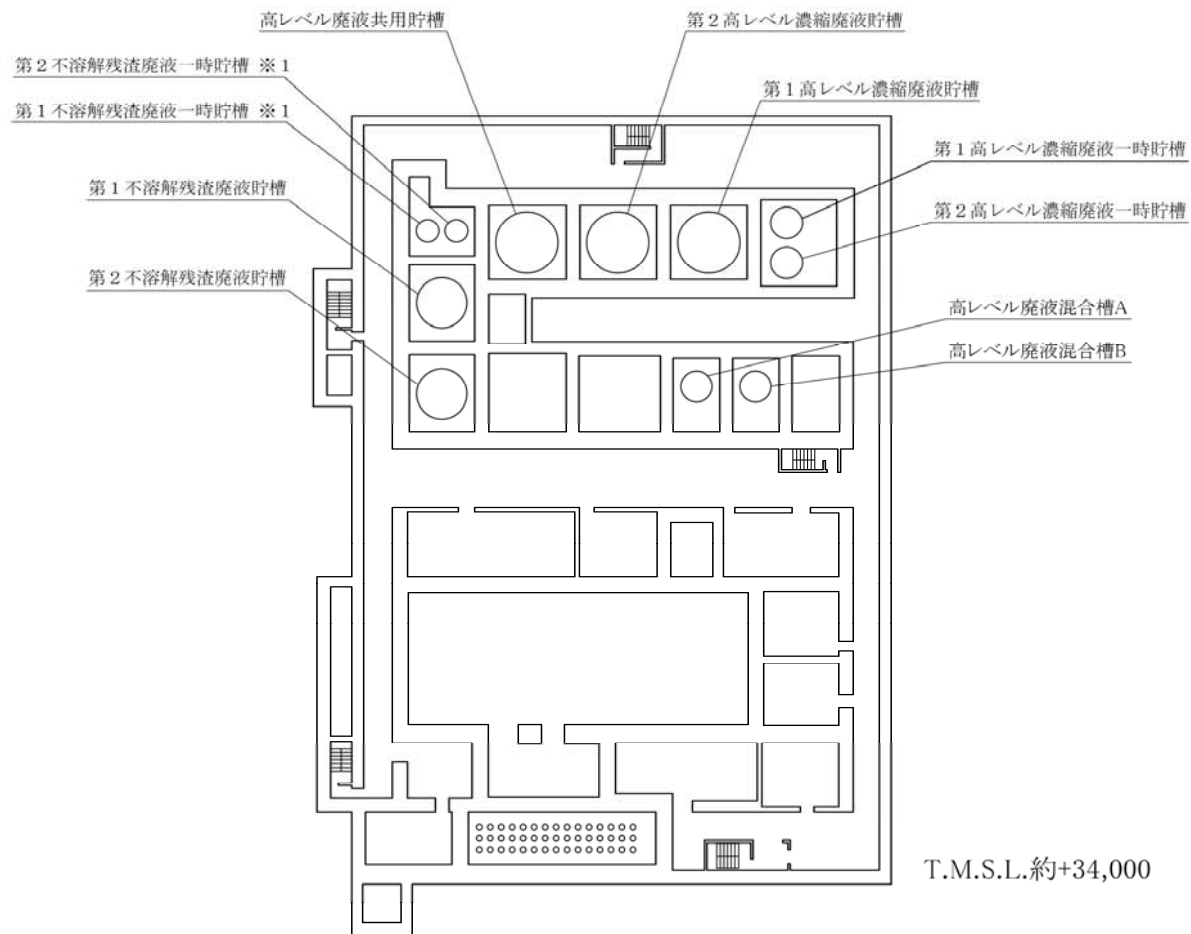 高レベル廃液共用貯槽
第2高レベル濃縮廃液貯槽
第2不溶解残渣廃液一時貯槽 ※1
第1高レベル濃縮廃液貯槽
第1不溶解残渣廃液一時貯槽 ※1
第1高レベル濃縮廃液一時貯槽
第1不溶解残渣廃液貯槽
第2高レベル濃縮廃液一時貯槽
第2不溶解残渣廃液貯槽
高レベル廃液混合槽A
高レベル廃液混合槽B
T.M.S.L.約+34,000